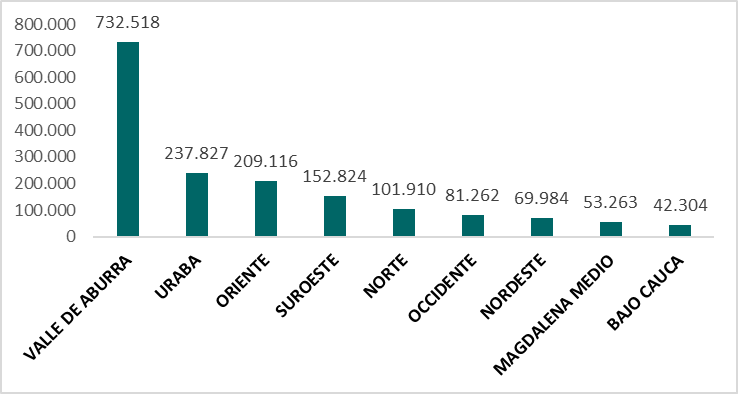 800.000
700.000
600.000
500.000
400.000
300.000
200.000
100.000
0
732.518
237.827
209.116
152.824
101.910
81.262
69.984
53.263
42.304
VALLE DE ABURRA
URABA
ORIENTE
SUROESTE
NORTE
OCCIDENTE
NORDESTE
MAGDALENA MEDIO
BAJO CAUCA